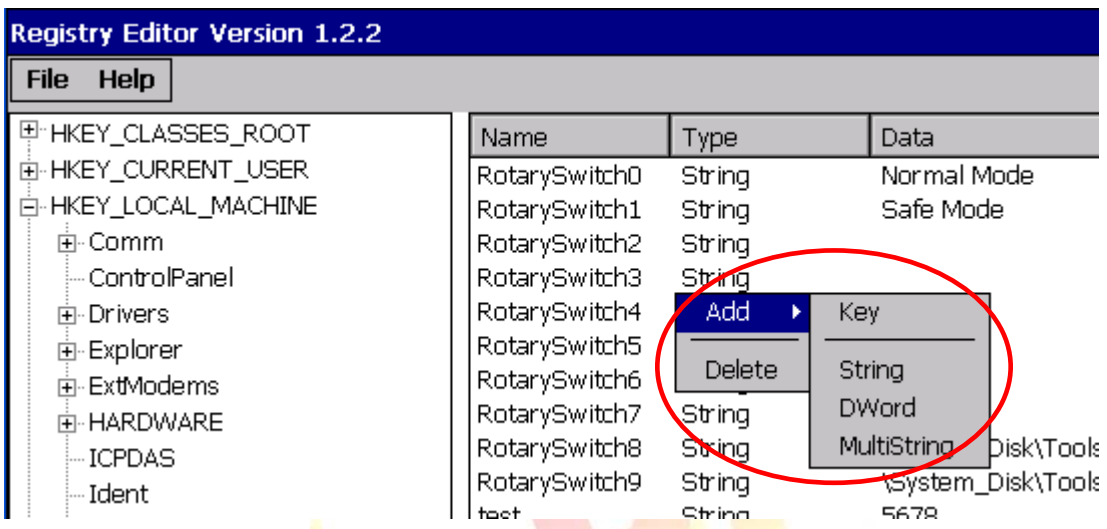 Registry Editor Version 1.2.2
File Help
HKEY_CLASSES_ROOT
HKEY_CURRENT_USER
HKEY_LOCAL_MACHINE
Comm
ControlPanel
Drivers
Explorer
ExtModems
HARDWARE
ICPDAS
Ident
Name Type Data
RotarySwitch0 String Normal Mode
RotarySwitch1 String Safe Mode
RotarySwitch2 String
RotarySwitch3 String
RotarySwitch4
RotarySwitch5
RotarySwitch6
RotarySwitch7 String
RotarySwitch8 String _Disk\Tools
RotarySwitch9 String \System_Disk\Tools
test String 5678
Add
Delete
Key
String
DWord
MultiString